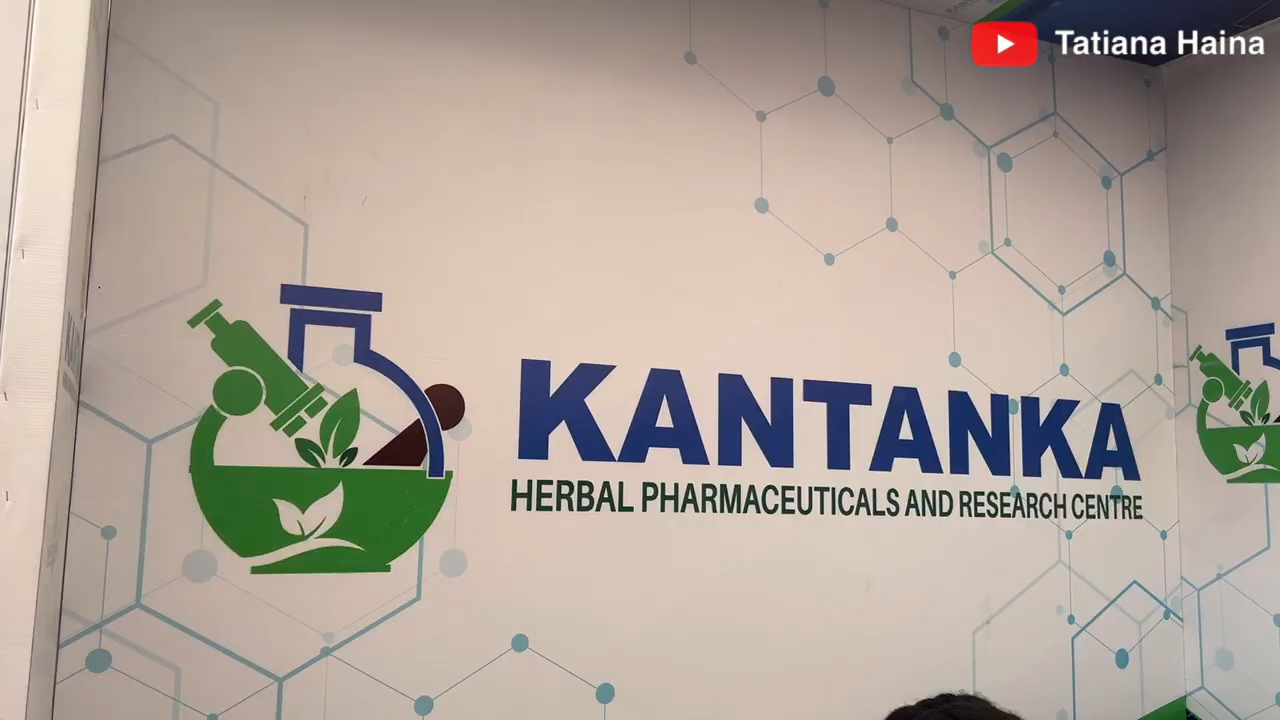 Tatiana Haina
KANTANKA
HERBAL PHARMACEUTICALS AND RESEARCH CENTRE